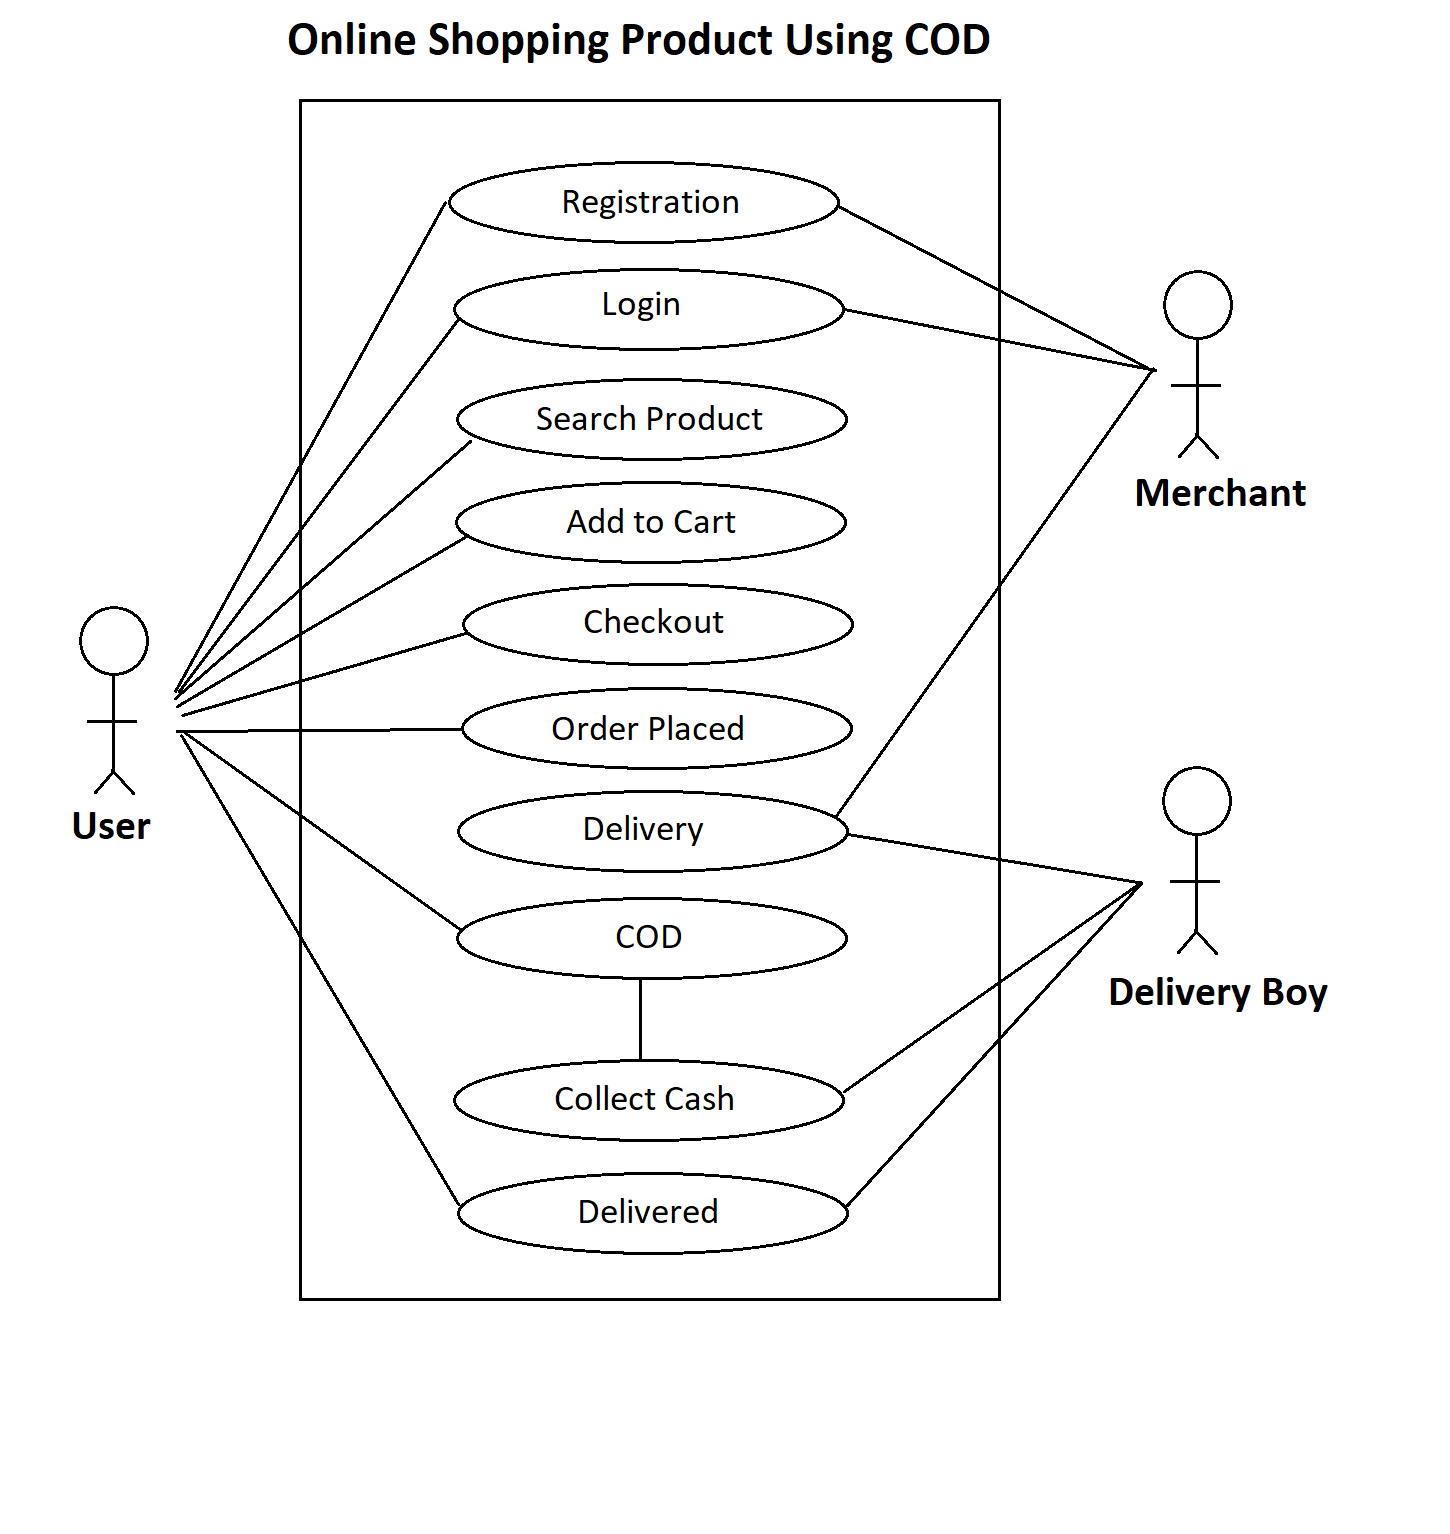 Online Shopping Product Using COD
Registration
Login
Search Product
Merchant
Add to Cart
Checkout
Order Placed
User
Delivery
COD
Delivery Boy
Collect Cash
Delivered